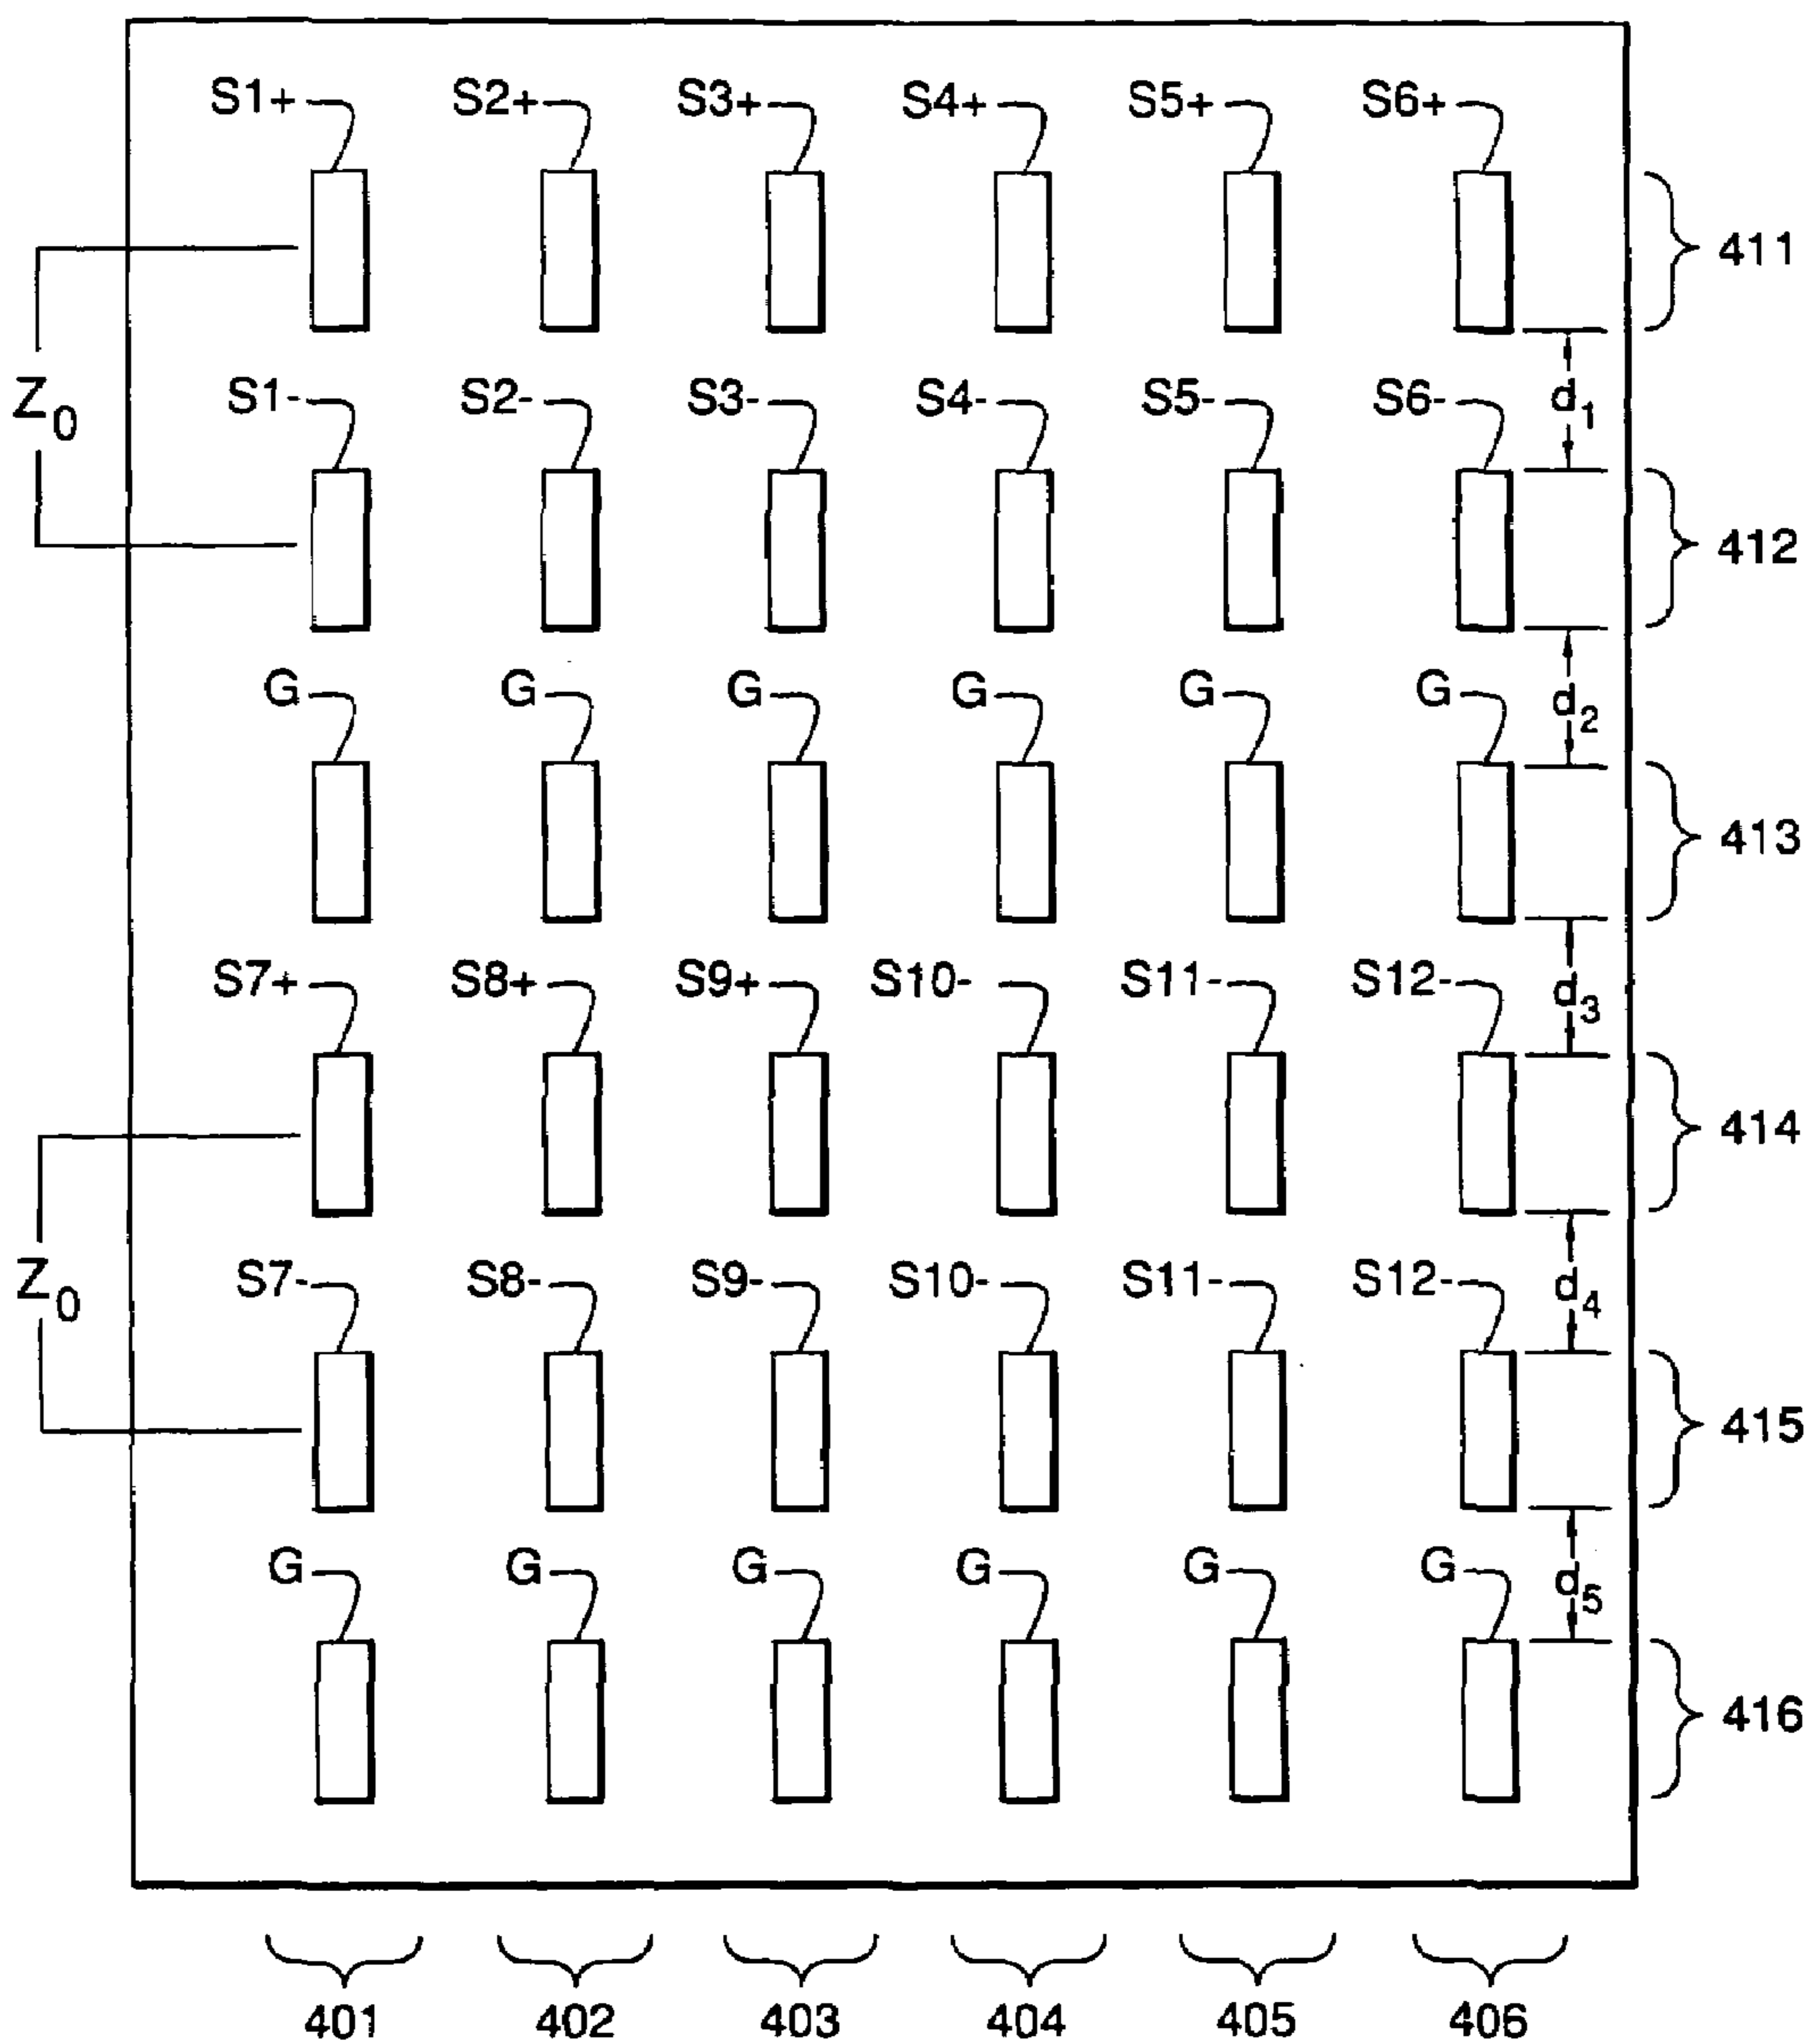 S1+ S2+ S3+ S4+ S5+ S6+
411
Z0 S1- S2- S3- S4- S5- S6- d1
412
G G G G G G d2
413
S7+ S8+ S9+ S10- S11- S12- d3
414
Z0 S7- S8- S9- S10- S11- S12- d4
415
G G G G G G d5
416
401 402 403 404 405 406